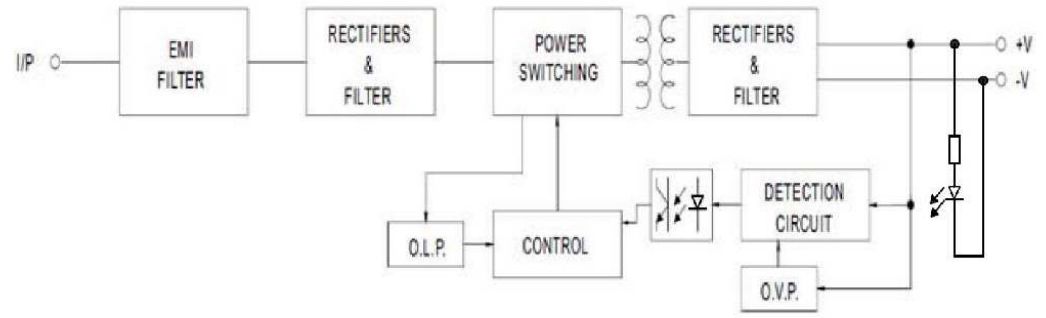 I/P
EMI
FILTER
RECTIFIERS
&
FILTER
POWER
SWITCHING
RECTIFIERS
&
FILTER
+V
-V
O.L.P.
CONTROL
DETECTION
CIRCUIT
O.V.P.